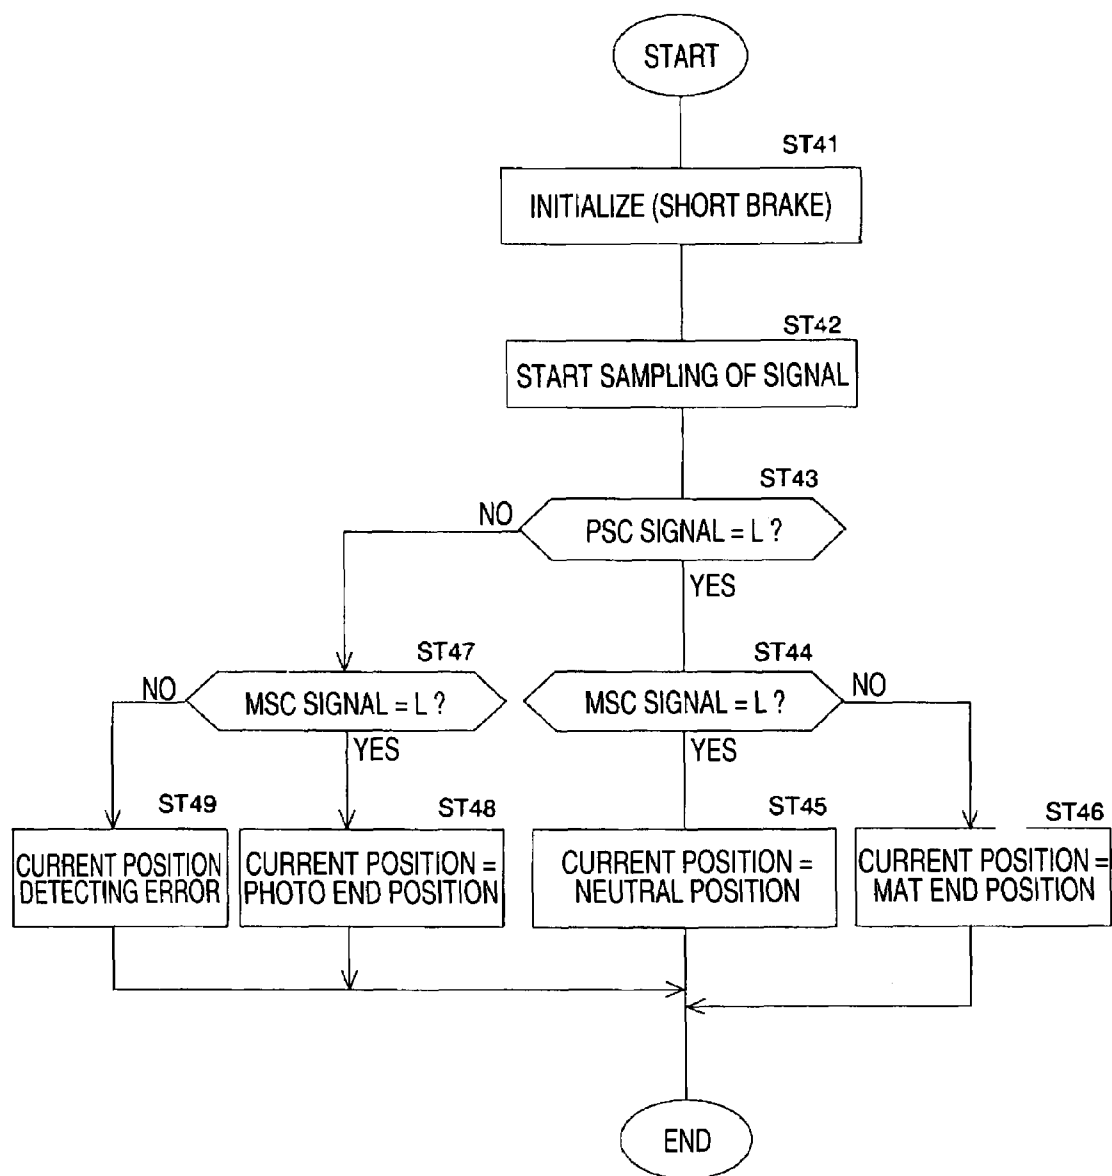 START
ST41
INITIALIZE (SHORT BRAKE)
ST42
START SAMPLING OF SIGNAL
ST43
NO
PSC SIGNAL = L ?
YES
ST47
NO
MSC SIGNAL = L ?
YES
ST44
MSC SIGNAL = L ?
NO
YES
ST49
CURRENT POSITION
DETECTING ERROR
ST48
CURRENT POSITION =
PHOTO END POSITION
ST45
CURRENT POSITION =
NEUTRAL POSITION
ST46
CURRENT POSITION =
MAT END POSITION
END